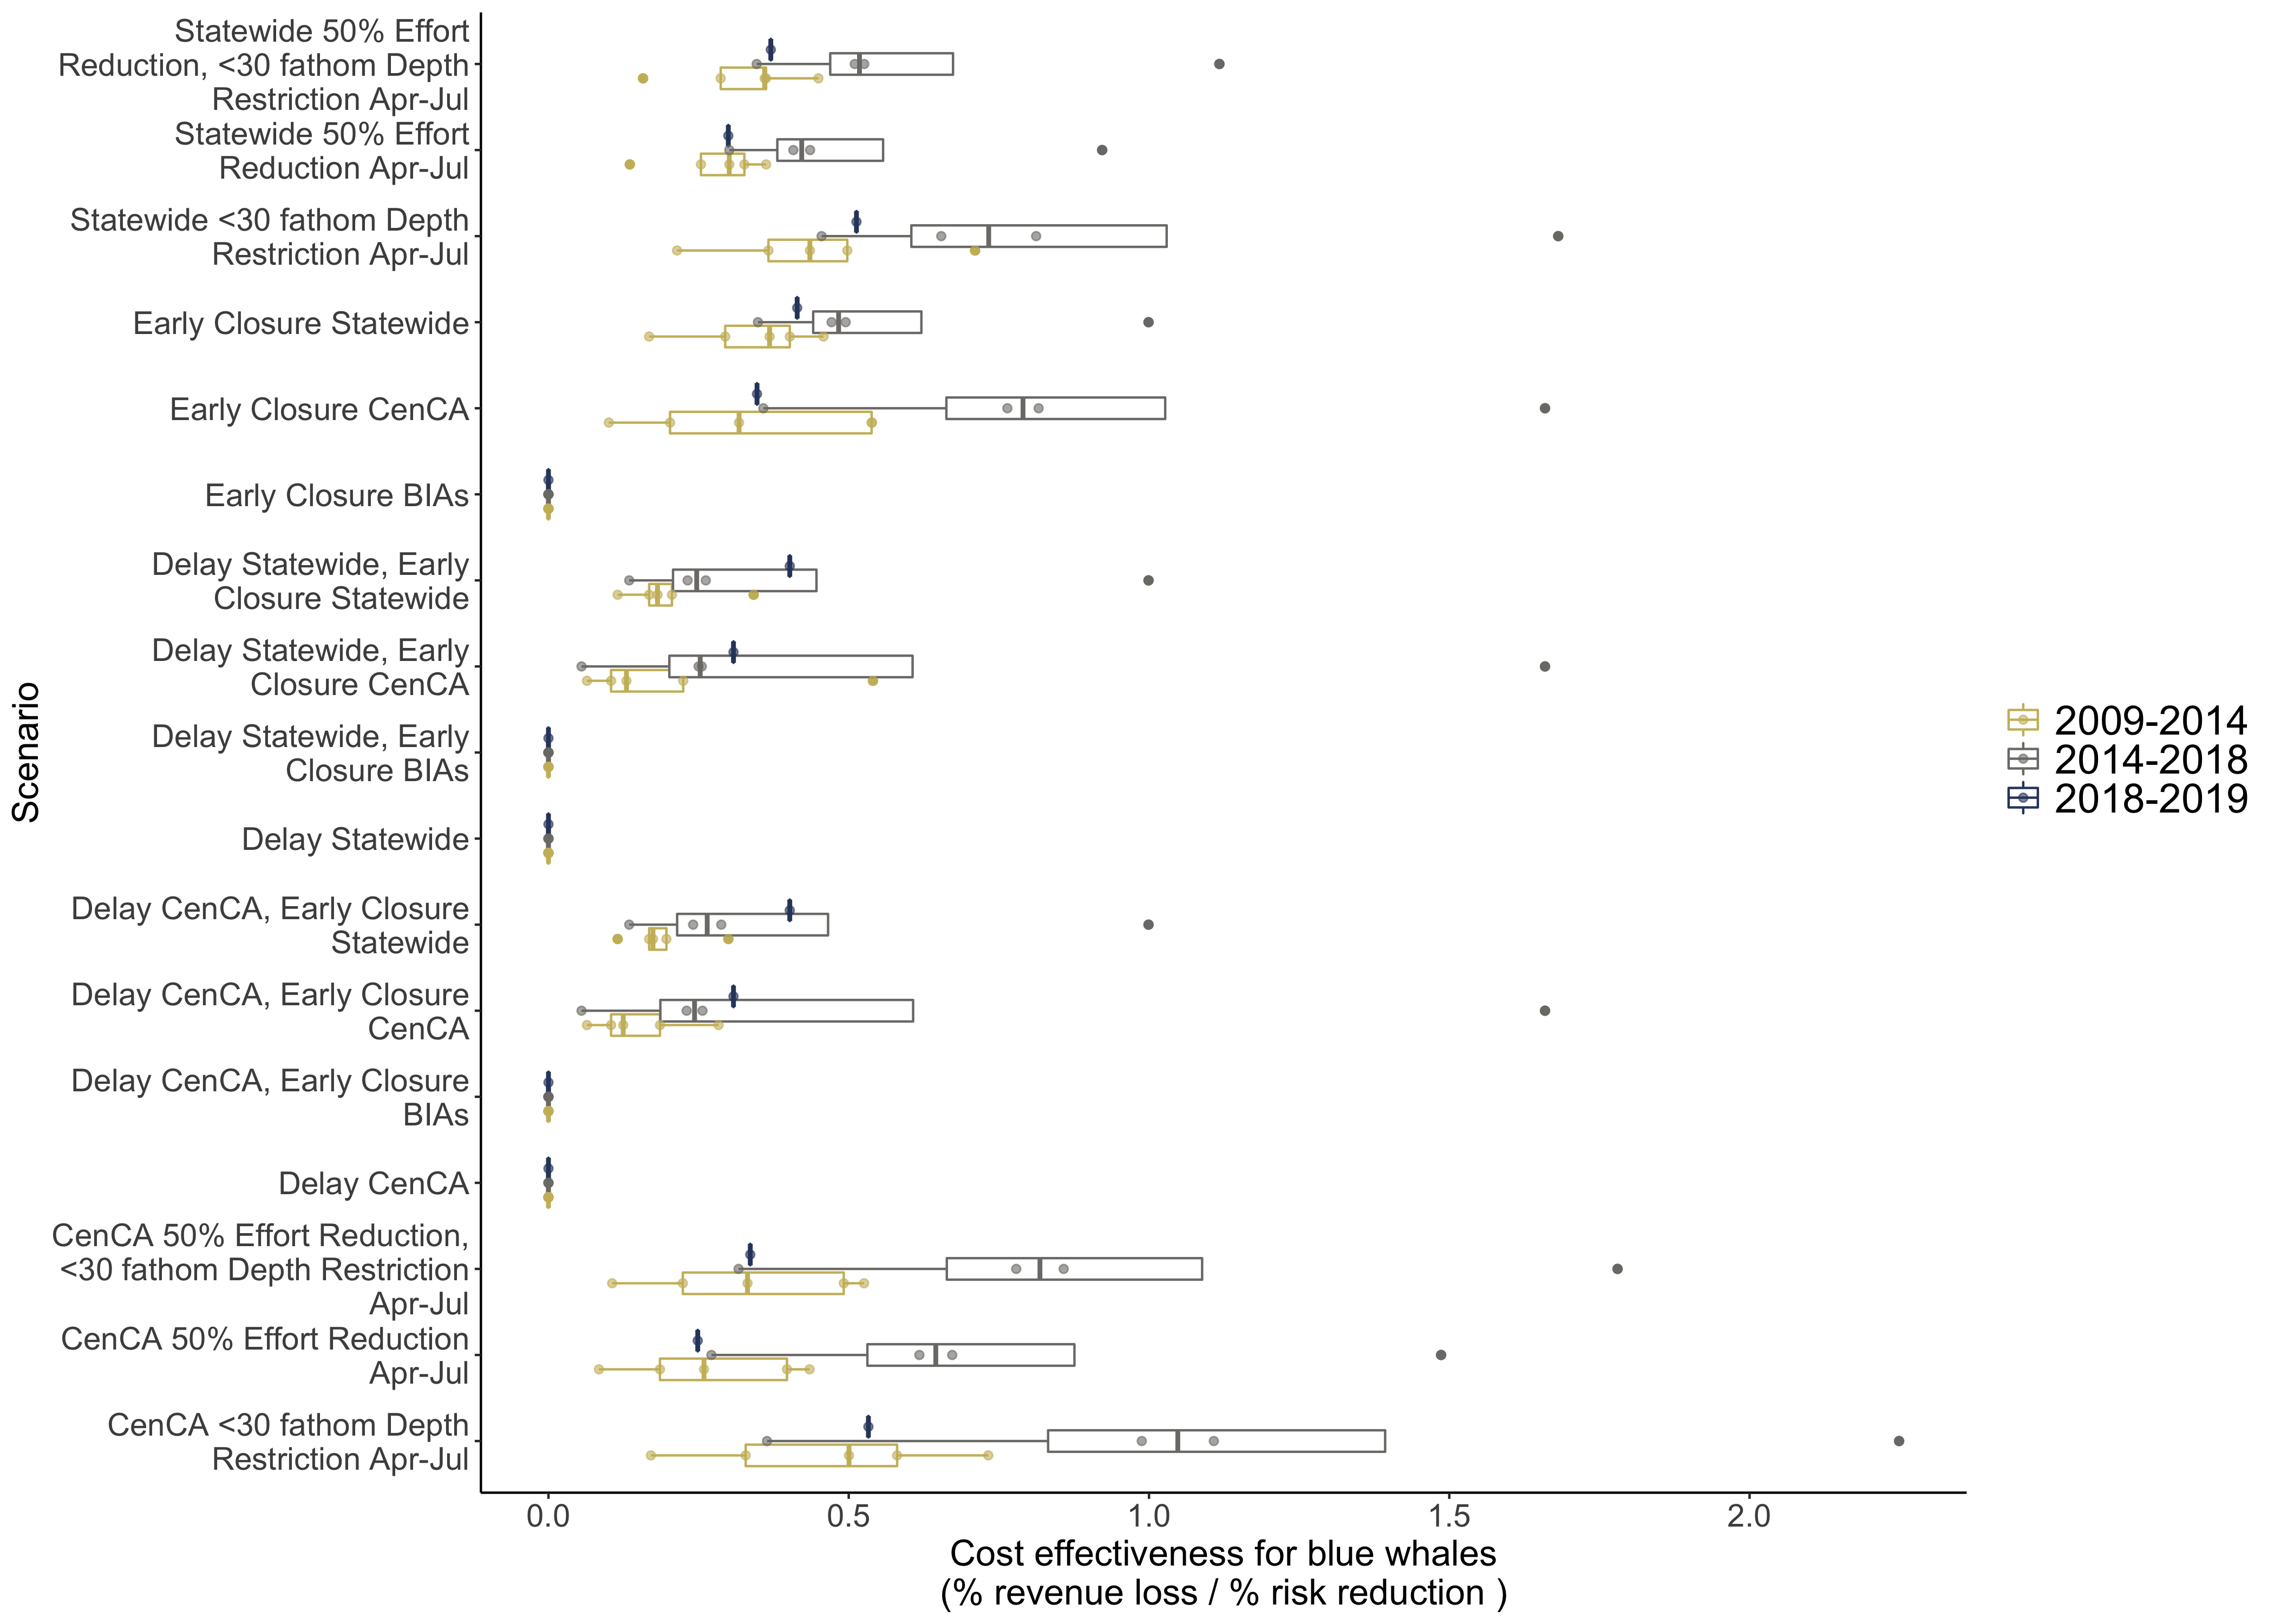 Statewide 50% Effort
Reduction, <30 fathom Depth
Restriction Apr-Jul
Statewide 50% Effort
Reduction Apr-Jul
Statewide <30 fathom Depth
Restriction Apr-Jul
Early Closure Statewide
Early Closure CenCA
Early Closure BIAs
Delay Statewide, Early
Closure Statewide
Delay Statewide, Early
Closure CenCA
Delay Statewide, Early
Closure BIAs
Delay Statewide
Delay CenCA, Early Closure
Statewide
Delay CenCA, Early Closure
CenCA
Delay CenCA, Early Closure
BIAs
Delay CenCA
CenCA 50% Effort Reduction,
<30 fathom Depth Restriction
Apr-Jul
CenCA 50% Effort Reduction
Apr-Jul
CenCA <30 fathom Depth
Restriction Apr-Jul
Scenario
0.0 0.5 1.0 1.5 2.0
Cost effectiveness for blue whales
(% revenue loss / % risk reduction )
2009-2014
2014-2018
2018-2019